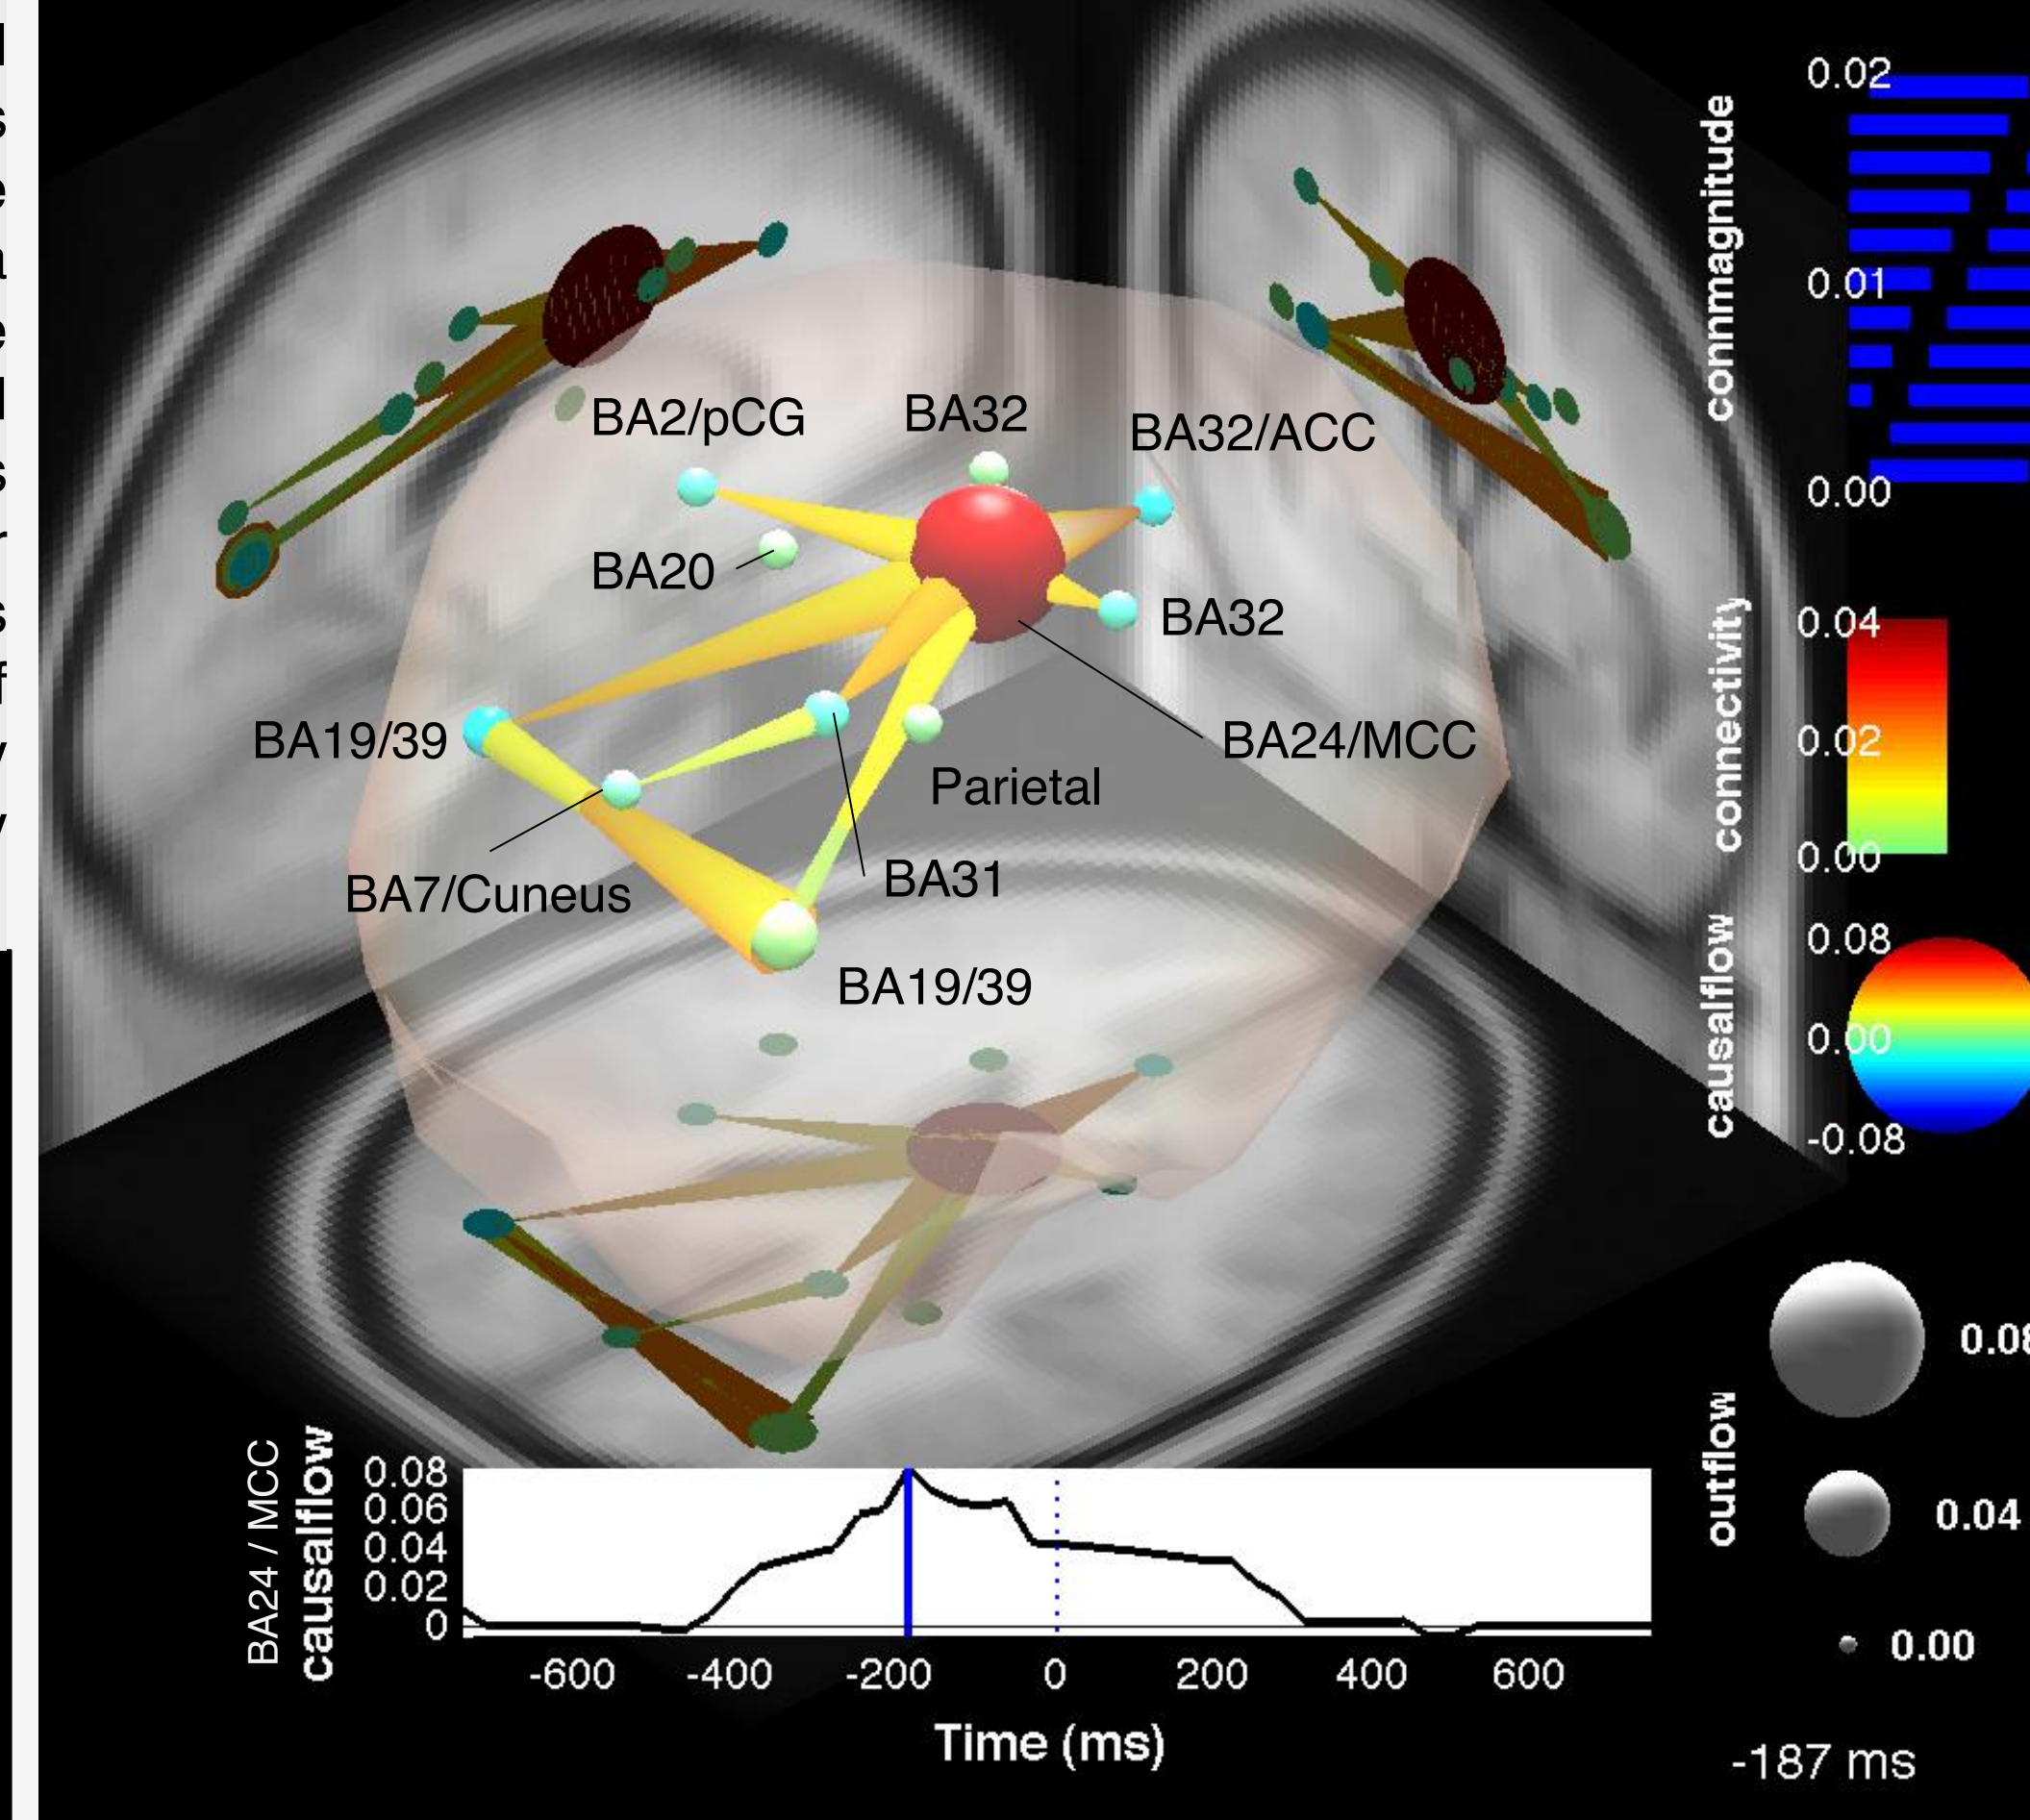 BA2/pCG
BA32
BA32/ACC
BA20
BA32
BA19/39
BA24/MCC
Parietal
BA7/Cuneus
BA31
BA19/39
connmagnitude
0.02
0.01
0.00
connectivity
0.04
0.02
0.00
causalflow
0.08
0.00
-0.08
outflow
0.04
0.00
BA24 / MCC
causalflow
0.08
0.06
0.04
0.02
0
-600 -400 -200 0 200 400 600
Time (ms)
-187 ms